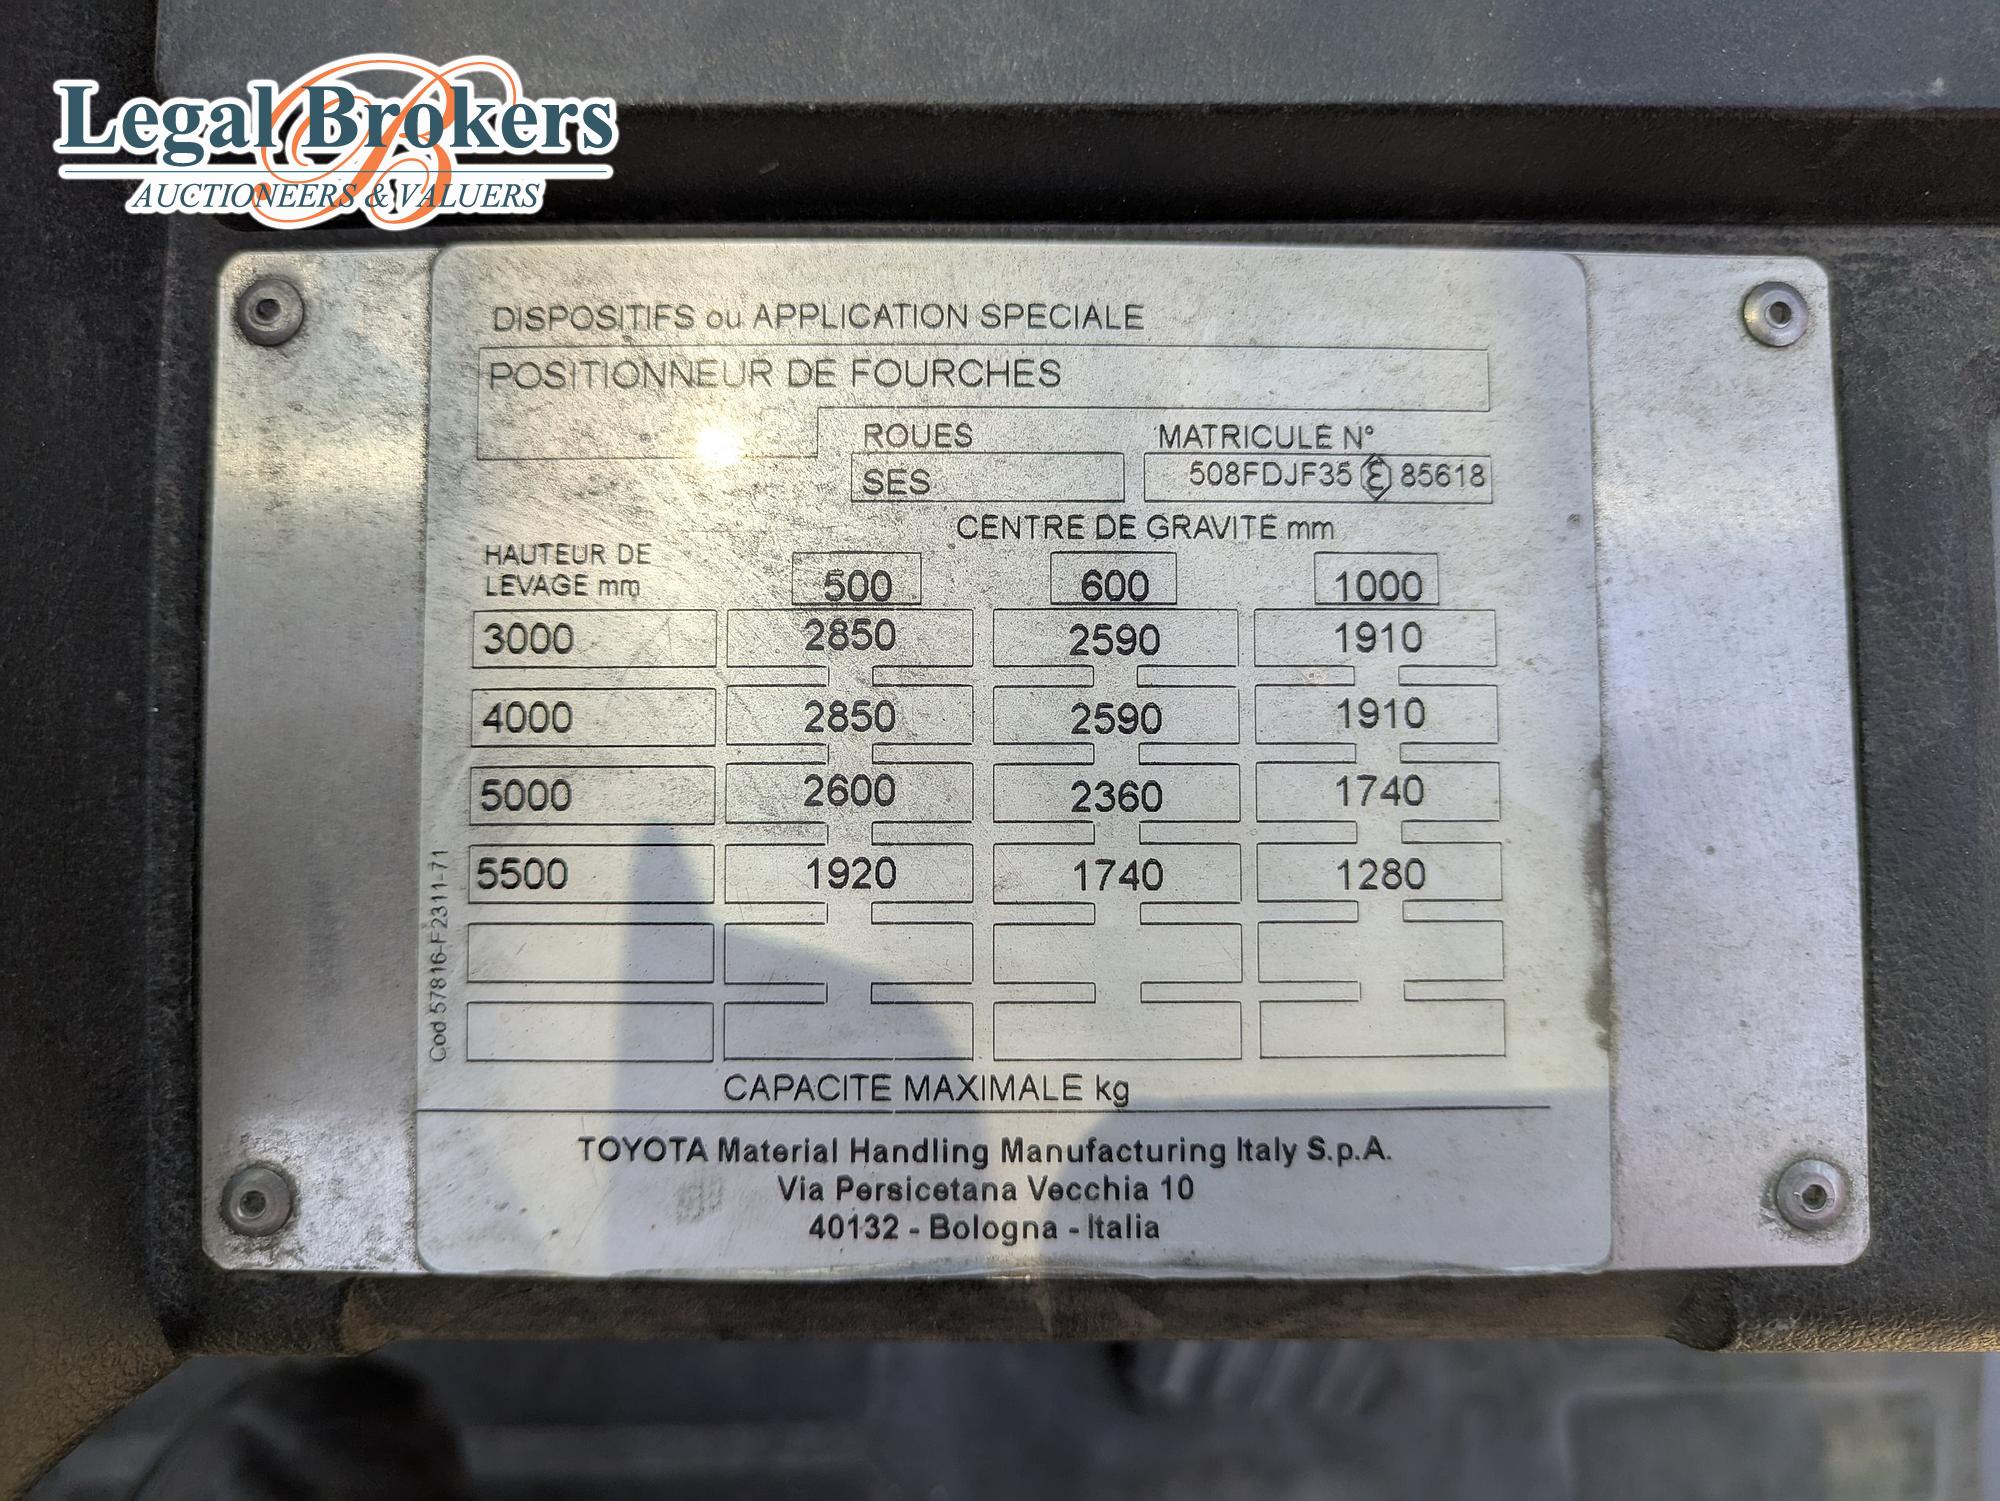 Legal Brokers
AUCTIONEERS & VALUERS
DISPOSITIFS ou APPLICATION SPECIALE
POSITIONNEUR DE FOURCHES
ROUES MATRICULE N°
SES 508FDJF35 E 85618
CENTRE DE GRAVITE mm
HAUTEUR DE
LEVAGE mm 500 600 1000
3000 2850 2590 1910
4000 2850 2590 1910
5000 2600 2360 1740
5500 1920 1740 1280
CAPACITE MAXIMALE kg
Cod 57816-F2311-71
TOYOTA Material Handling Manufacturing Italy S.p.A.
Via Persicetana Vecchia 10
40132 - Bologna - Italia